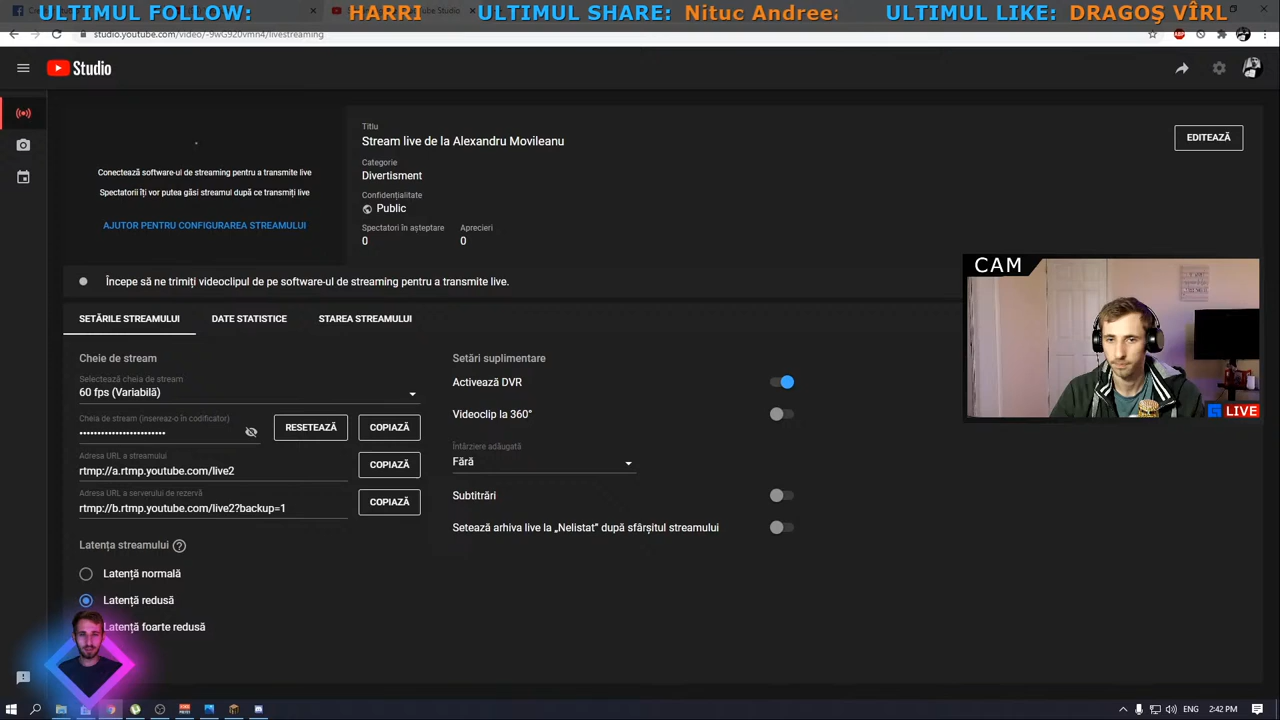 ULTIMUL FOLLOW: HARRI ULTIMUL SHARE: Nituc Andreea ULTIMUL LIKE: DRAGOŞ VÎRL
studio.youtube.com/video/-9wG920vmn4/livestreaming
Studio
Titlu
Stream live de la Alexandru Movileanu
EDITEAZĂ
Categorie
Divertisment
Conectează software-ul de streaming pentru a transmite live
Spectatorii îți vor putea găsi streamul după ce transmiți live
AJUTOR PENTRU CONFIGURAREA STREAMULUI
Confidențialitate
Public
Spectatori în așteptare Aprecieri
0 0
Începe să ne trimiți videoclipul de pe software-ul de streaming pentru a transmite live.
CAM
LIVE
SETĂRILE STREAMULUI DATE STATISTICE STAREA STREAMULUI
Cheie de stream
Selectează cheia de stream
60 fps (Variabilă)
Cheia de stream (inserează-o în codificator)
••••••••••••••••••••••••
RESETEAZĂ COPIAZĂ
Adresa URL a streamului
rtmp://a.rtmp.youtube.com/live2
COPIAZĂ
Adresa URL a serverului de rezervă
rtmp://b.rtmp.youtube.com/live2?backup=1
COPIAZĂ
Latența streamului
Latență normală
Latență redusă
Latență foarte redusă
Setări suplimentare
Activează DVR
Videoclip la 360°
Întârziere adăugată
Fără
Subtitrări
Setează arhiva live la „Nelistat” după sfârșitul streamului
ENG 2:42 PM